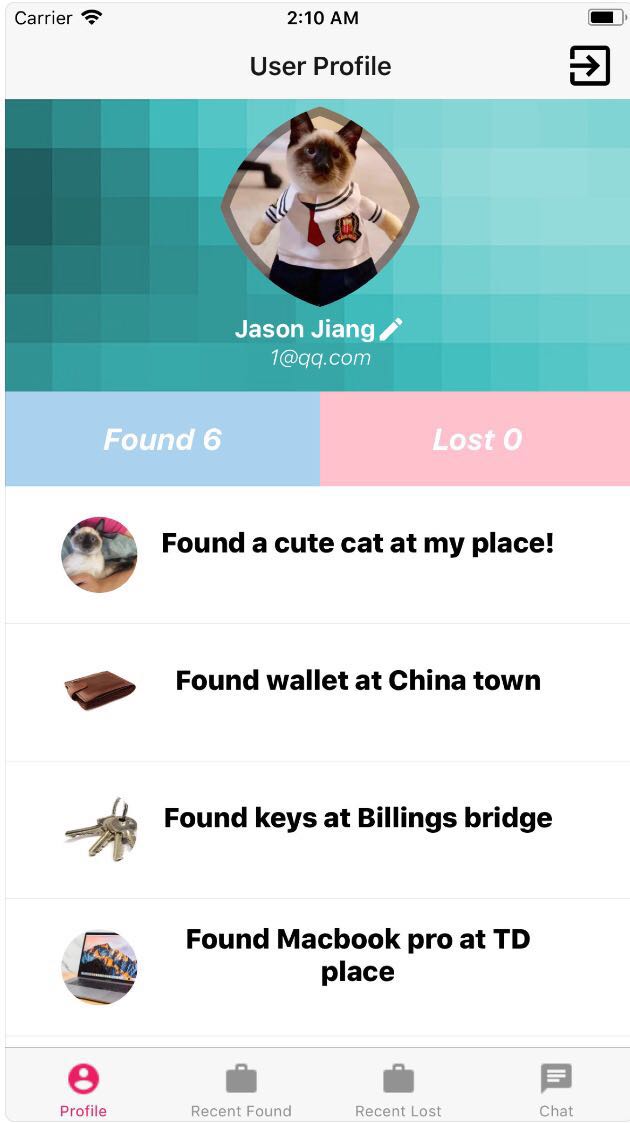 Carrier
2:10 AM
User Profile
Jason Jiang
1@qq.com
Found 6
Lost 0
Found a cute cat at my place!
Found wallet at China town
Found keys at Billings bridge
Found Macbook pro at TD
place
Profile
Recent Found
Recent Lost
Chat